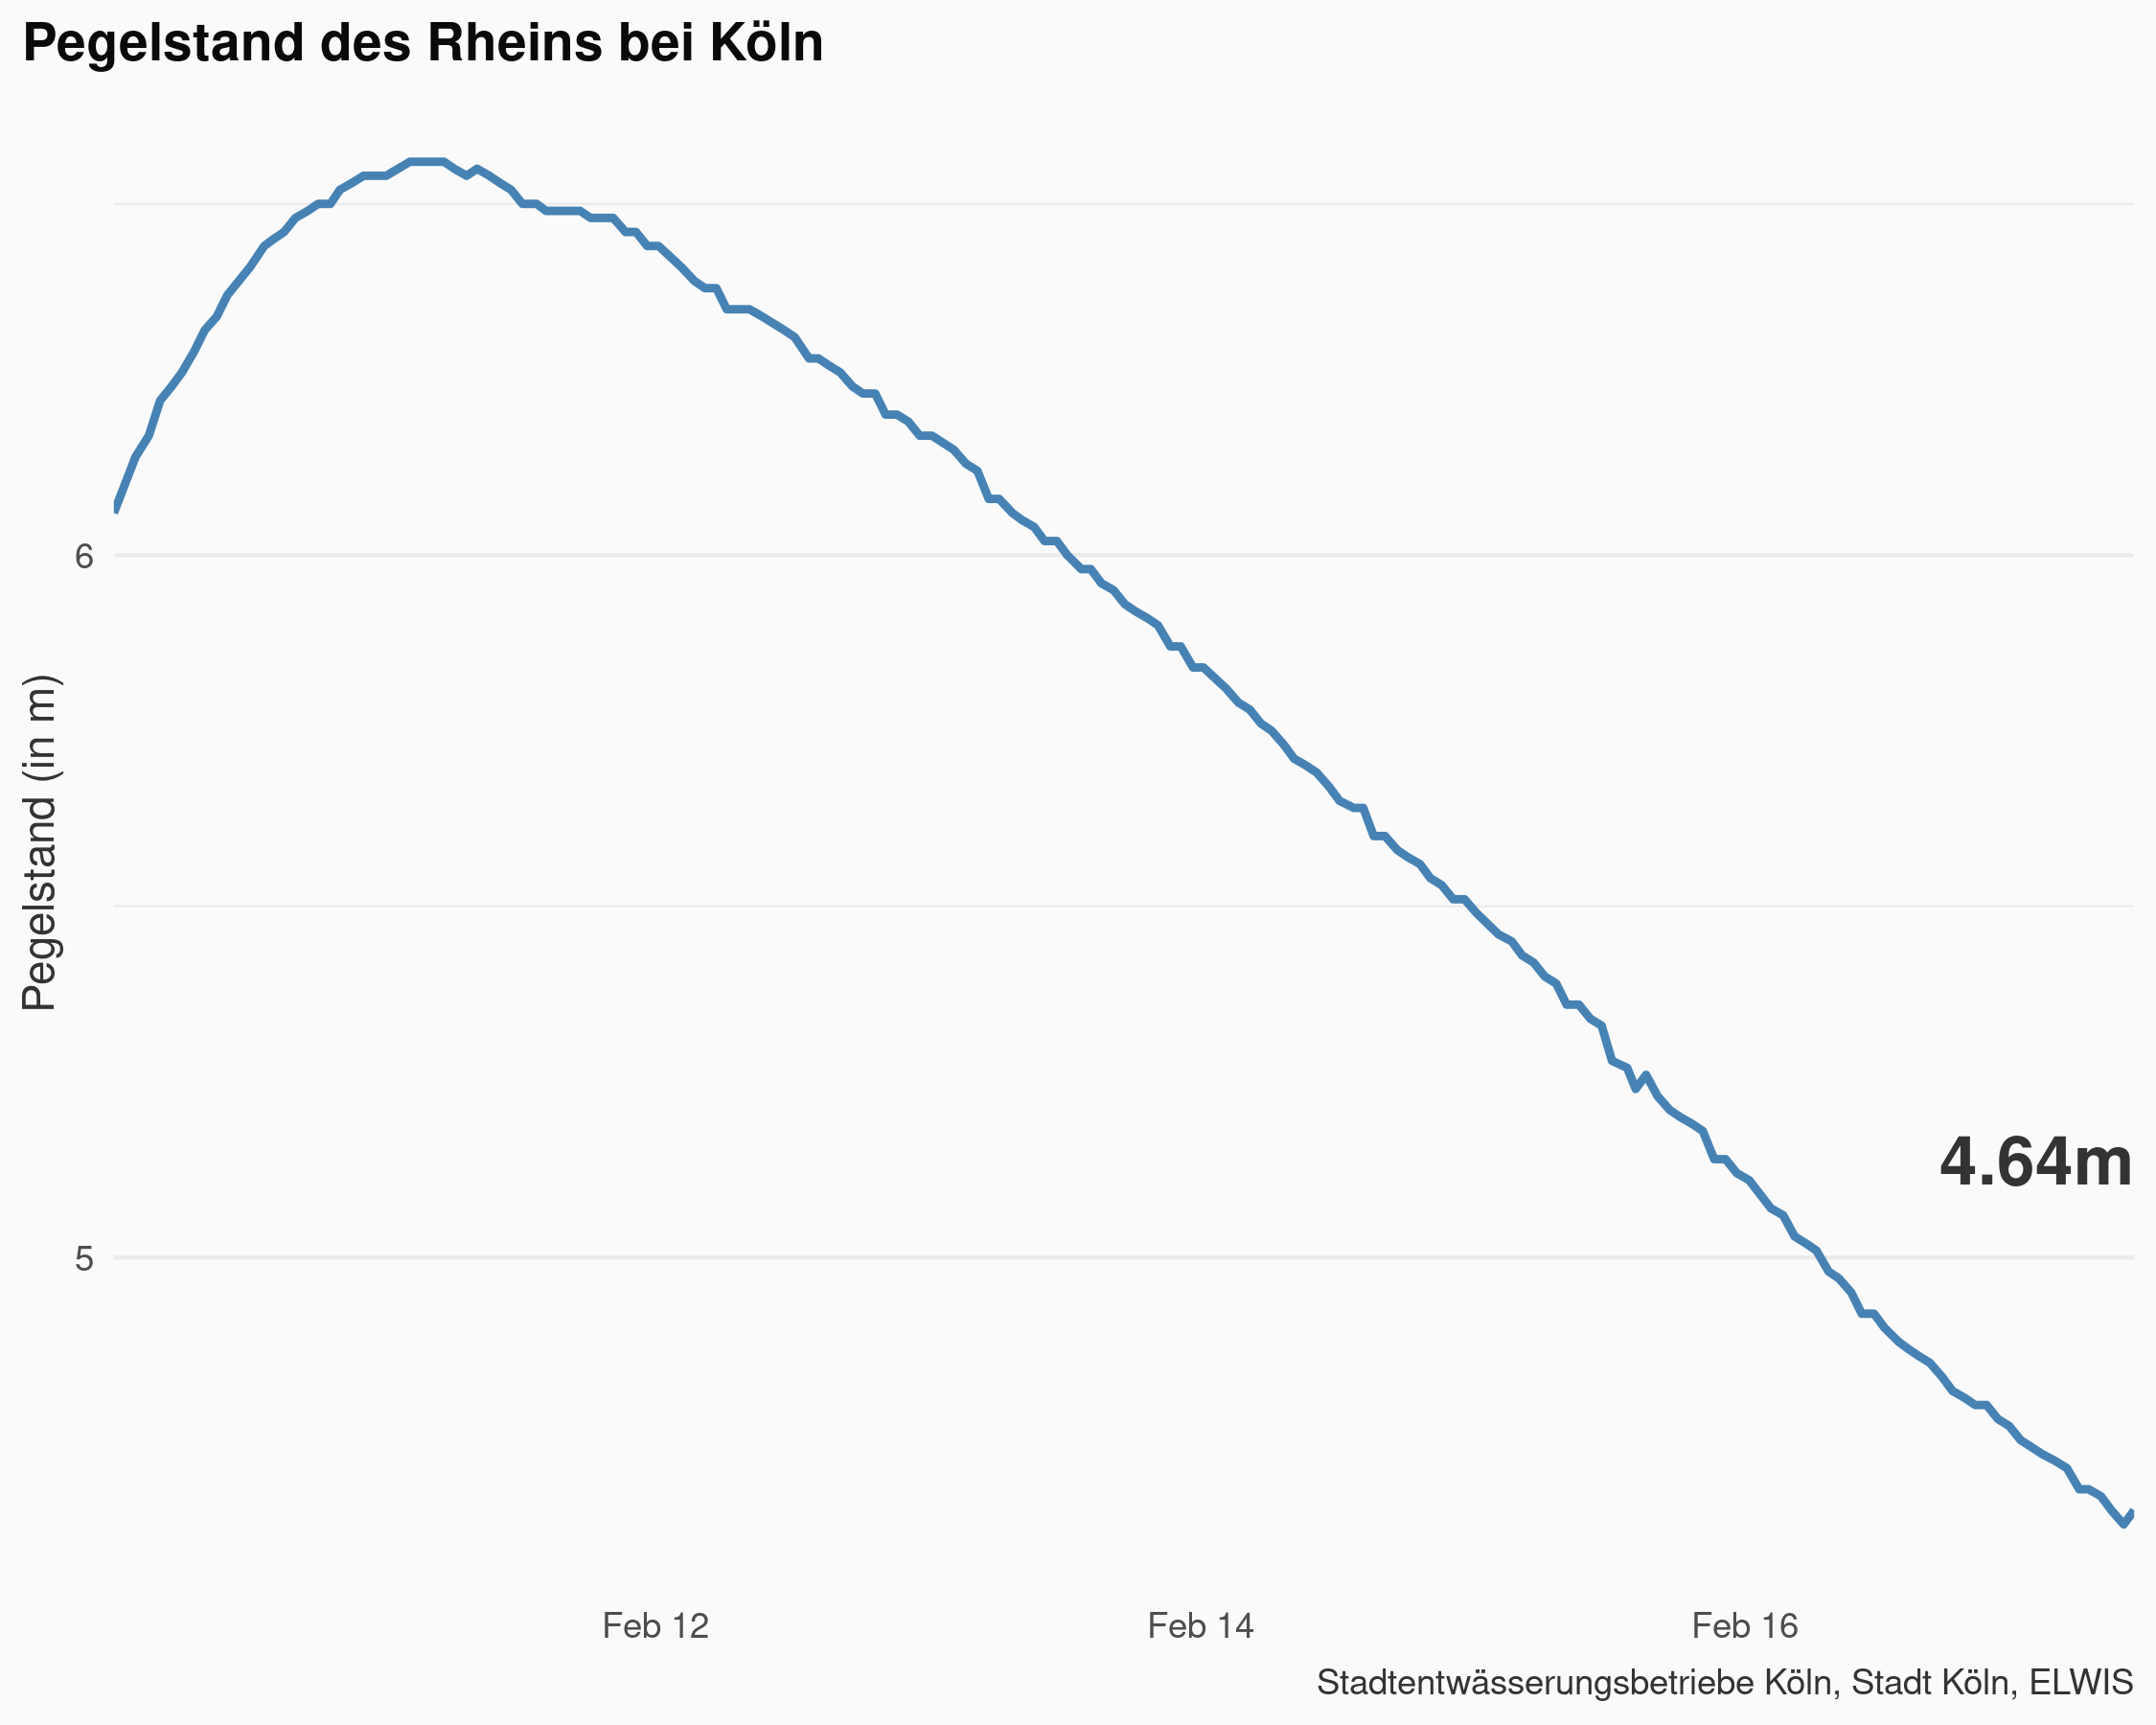 Pegelstand des Rheins bei Köln
Pegelstand (in m)
6
5
4.64m
Feb 12
Feb 14
Feb 16
Stadtentwässerungsbetriebe Köln, Stadt Köln, ELWIS